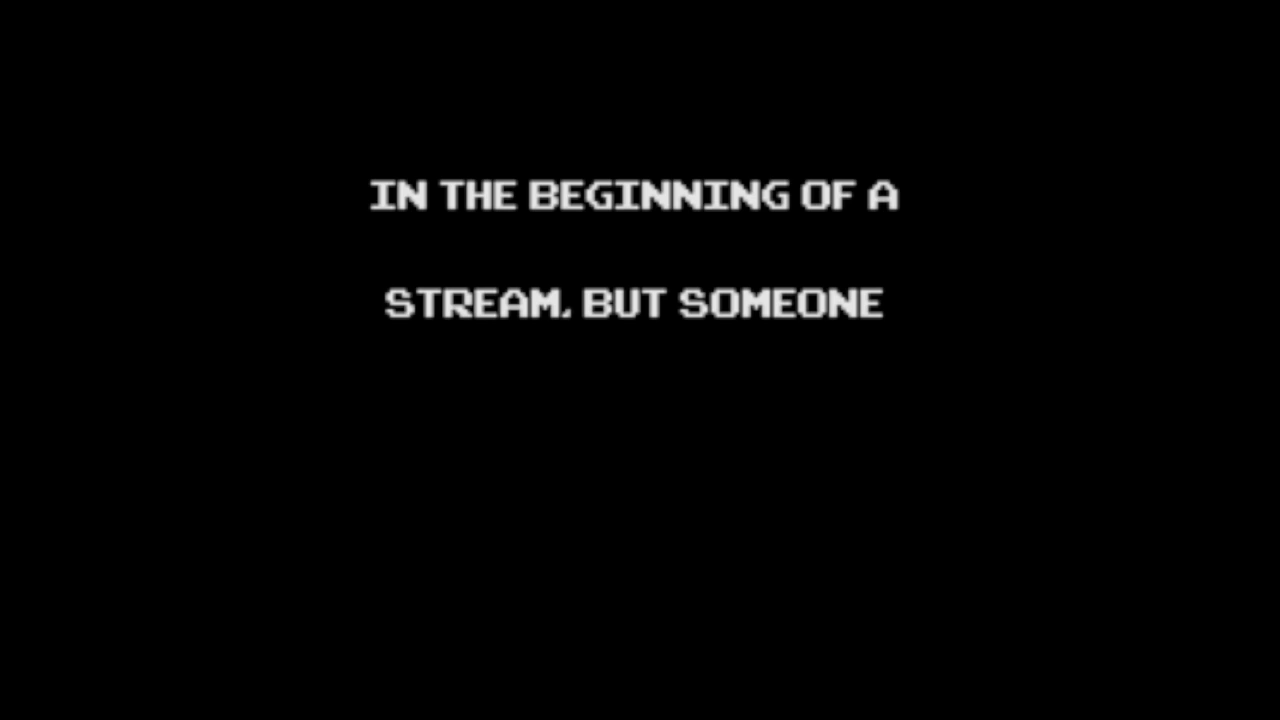 IN THE BEGINNING OF A
STREAM, BUT SOMEONE